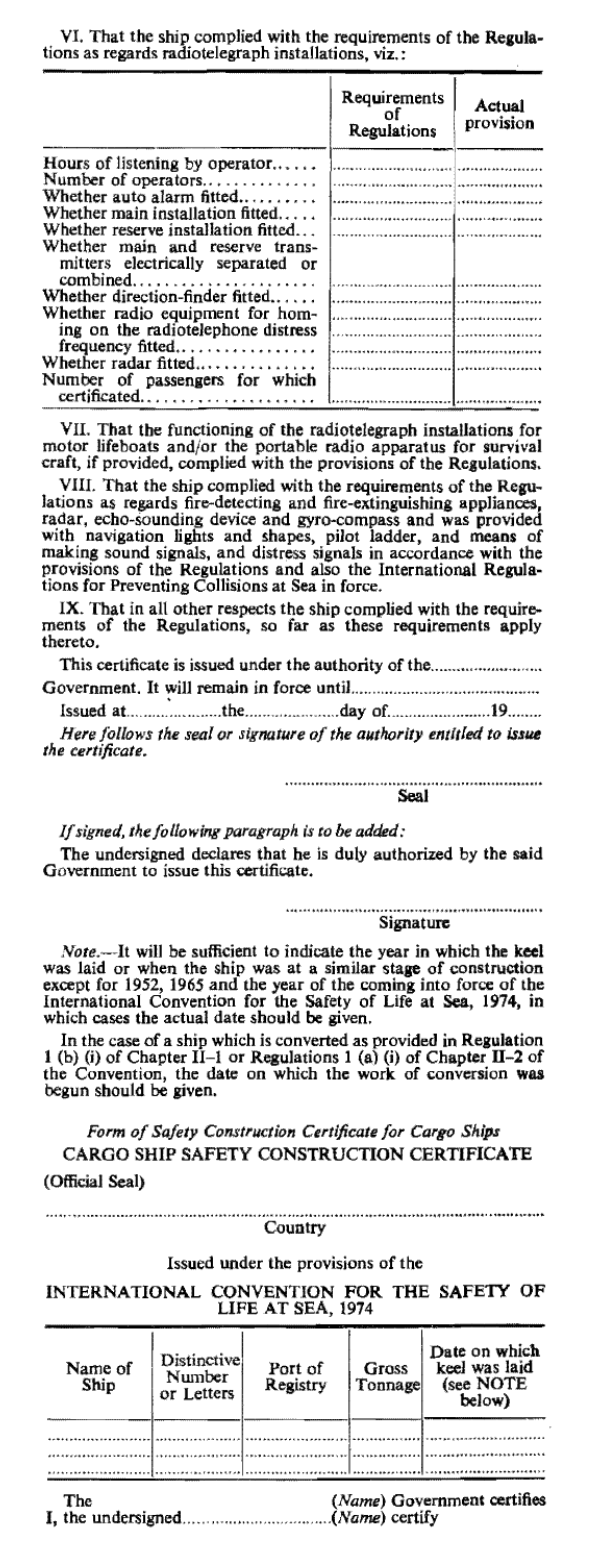 VI. That the ship complied with the requirements of the Regula-
tions as regards radiotelegraph installations, viz.:
Requirements of Regulations
Actual provision
Hours of listening by operator......
Number of operators..............
Whether auto alarm fitted..........
Whether main installation fitted.....
Whether reserve installation fitted...
Whether main and reserve trans-
mitters electrically separated or
combined......................
Whether direction-finder fitted......
Whether radio equipment for hom-
ing on the radiotelephone distress
frequency fitted.................
Whether radar fitted...............
Number of passengers for which
certificated.....................
VII. That the functioning of the radiotelegraph installations for
motor lifeboats and/or the portable radio apparatus for survival
craft, if provided, complied with the provisions of the Regulations.
VIII. That the ship complied with the requirements of the Regu-
lations as regards fire-detecting and fire-extinguishing appliances,
radar, echo-sounding device and gyro-compass and was provided
with navigation lights and shapes, pilot ladder, and means of
making sound signals, and distress signals in accordance with the
provisions of the Regulations and also the International Regula-
tions for Preventing Collisions at Sea in force.
IX. That in all other respects the ship complied with the require-
ments of the Regulations, so far as these requirements apply
thereto.
This certificate is issued under the authority of the..........................
Government. It will remain in force until...........................................
Issued at......................the......................day of........................19........
Here follows the seal or signature of the authority entitled to issue
the certificate.
Seal
If signed, the following paragraph is to be added:
The undersigned declares that he is duly authorized by the said
Government to issue this certificate.
Signature
Note.—It will be sufficient to indicate the year in which the keel
was laid or when the ship was at a similar stage of construction
except for 1952, 1965 and the year of the coming into force of the
International Convention for the Safety of Life at Sea, 1974, in
which cases the actual date should be given.
In the case of a ship which is converted as provided in Regulation
1 (b) (i) of Chapter II–1 or Regulations 1 (a) (i) of Chapter II–2 of
the Convention, the date on which the work of conversion was
begun should be given.
Form of Safety Construction Certificate for Cargo Ships
CARGO SHIP SAFETY CONSTRUCTION CERTIFICATE
(Official Seal)
Country
Issued under the provisions of the
INTERNATIONAL CONVENTION FOR THE SAFETY OF
LIFE AT SEA, 1974
Name of Ship
Distinctive Number or Letters
Port of Registry
Gross Tonnage
Date on which keel was laid (see NOTE below)
The (Name) Government certifies
I, the undersigned..................................(Name) certify